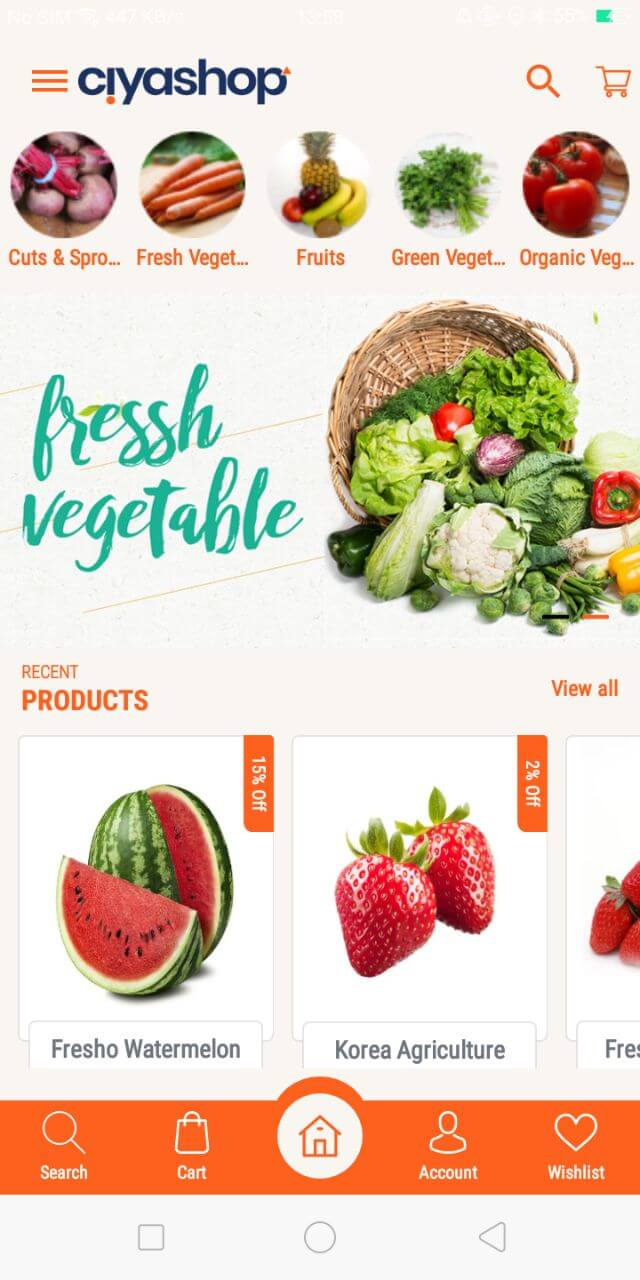 No SIM 447 KB/s 13:58 55%
ciyashop
Cuts & Spro...
Fresh Veget...
Fruits
Green Veget...
Organic Veg...
fressh
vegetable
RECENT
PRODUCTS
View all
15% Off
2% Off
Fresho Watermelon
Korea Agriculture
Fres
Search
Cart
Account
Wishlist